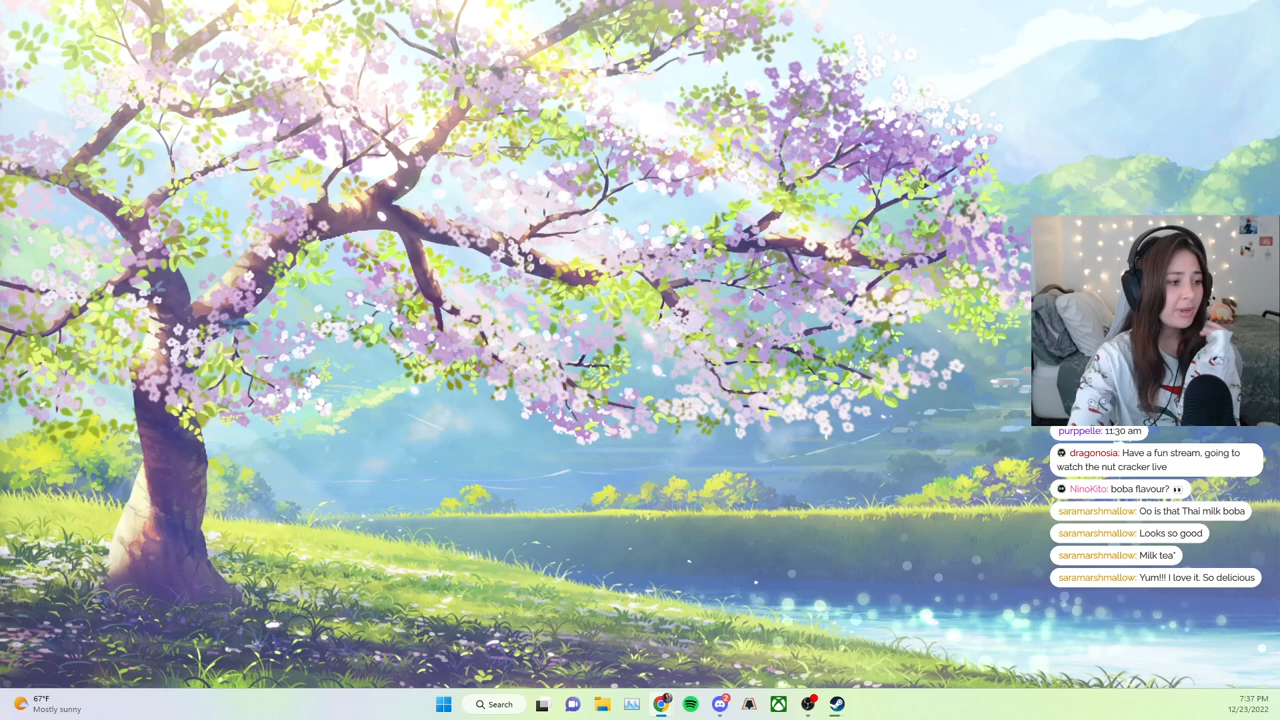 purppelle: 11:30 am
dragonosia: Have a fun stream, going to
watch the nut cracker live
NinoKito: boba flavour? 👀
saramarshmallow: Oo is that Thai milk boba
saramarshmallow: Looks so good
saramarshmallow: Milk tea*
saramarshmallow: Yum!!! I love it. So delicious
67°F
Mostly sunny
Search
2
7:37 PM
12/23/2022